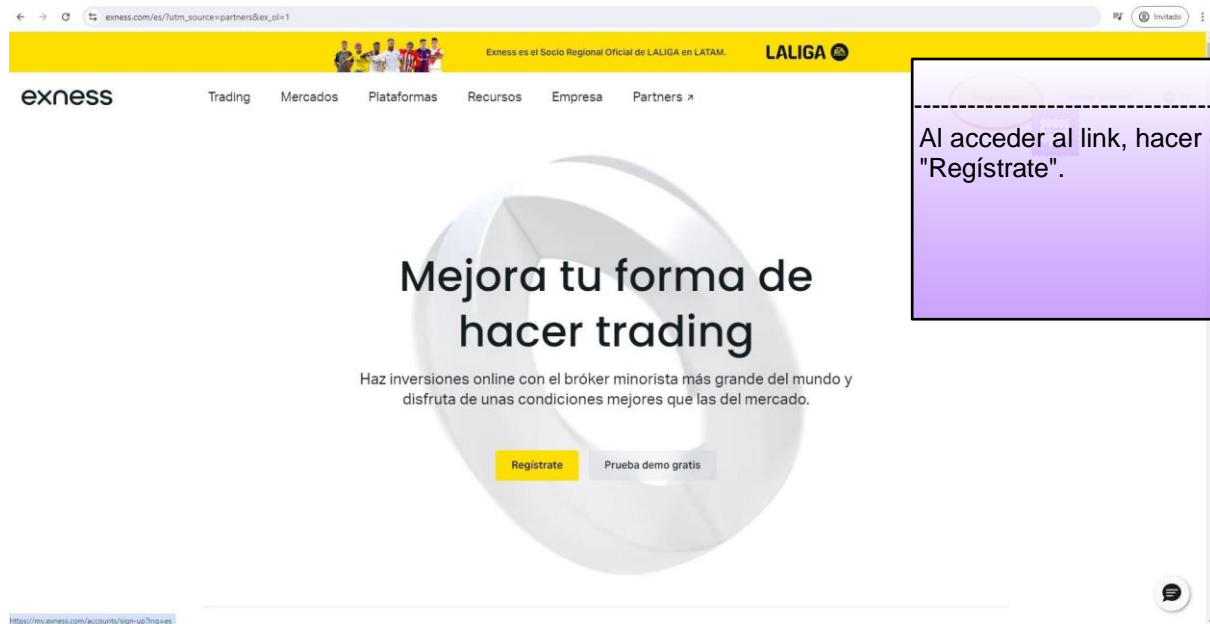 exness.com/es/?utm_source=partners&ex_ol=1
Invitado
Exness es el Socio Regional Oficial de LALIGA en LATAM.
LALIGA
exness
Trading Mercados Plataformas Recursos Empresa Partners ↗
--------------------------------
Al acceder al link, hacer
"Regístrate".
Mejora tu forma de
hacer trading
Haz inversiones online con el bróker minorista más grande del mundo y
disfruta de unas condiciones mejores que las del mercado.
Regístrate Prueba demo gratis
https://my.exness.com/accounts/sign-up?lng=es